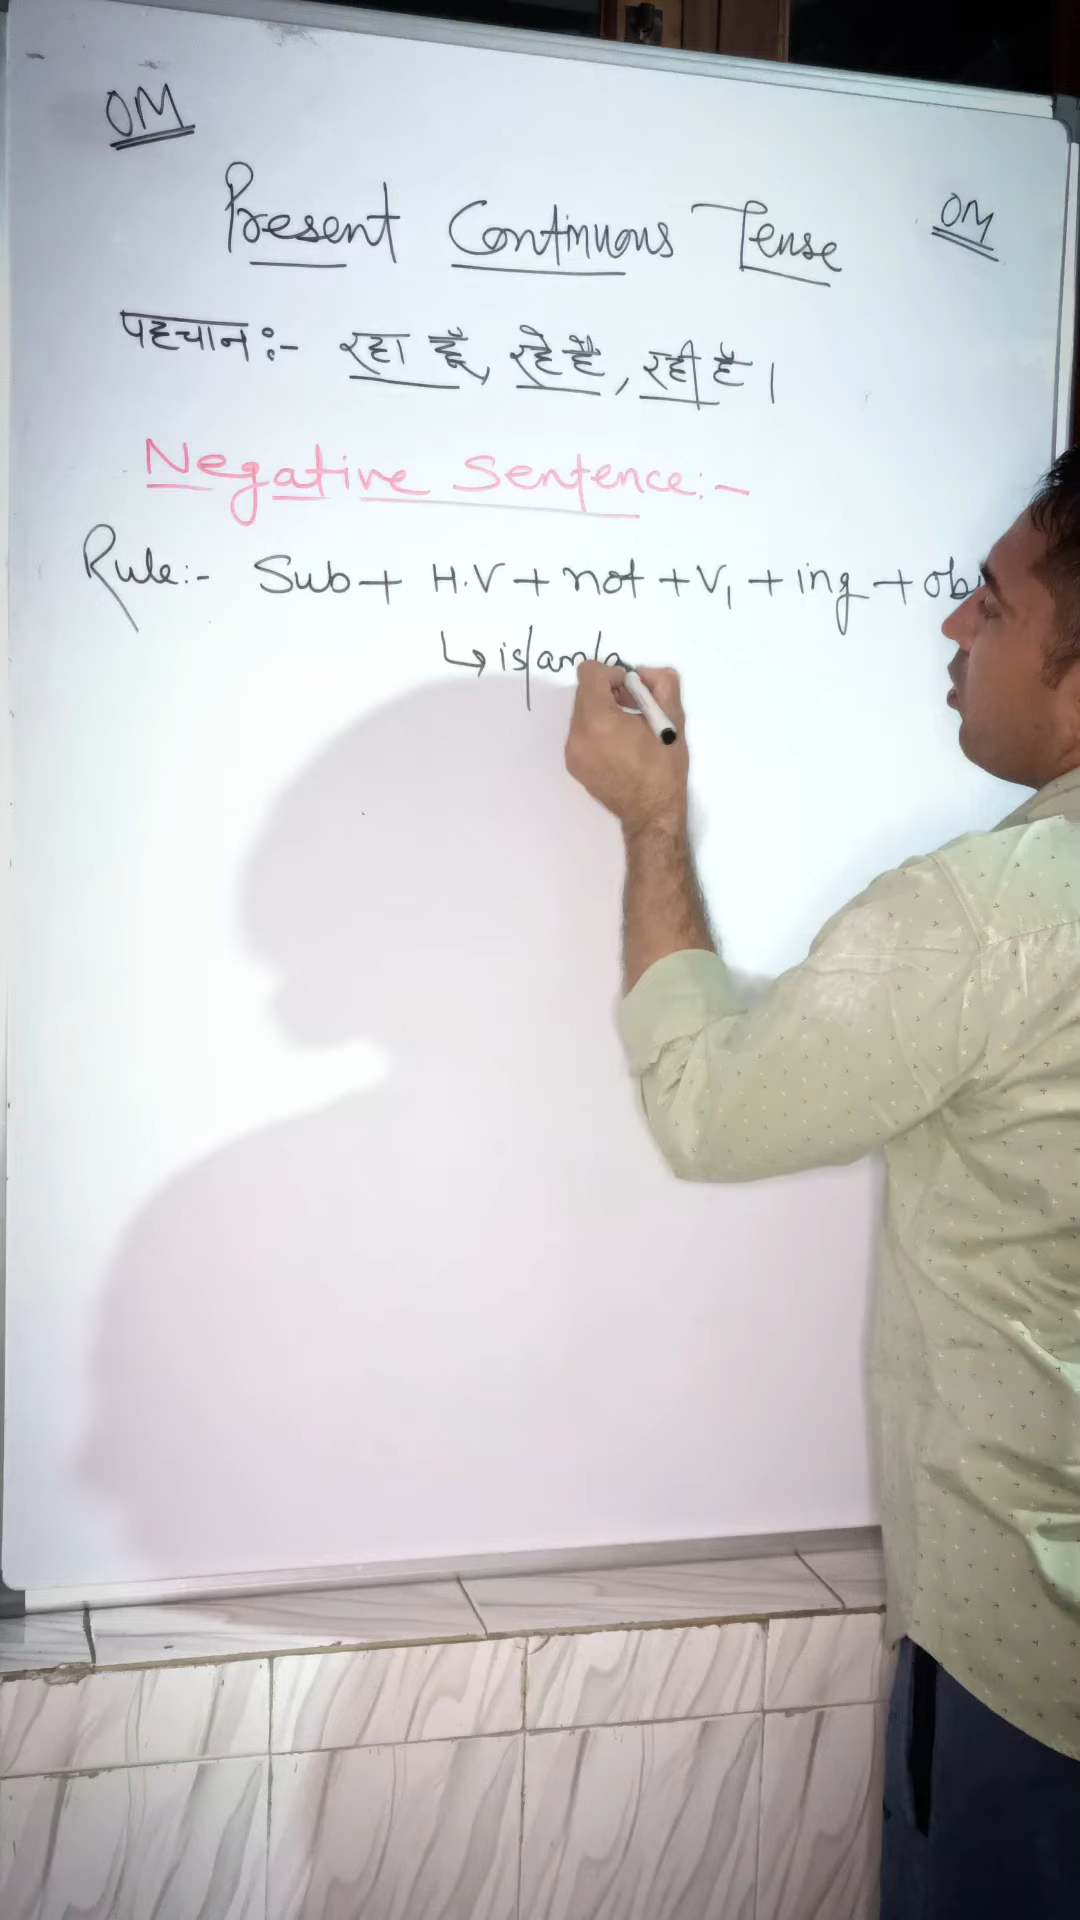 OM
OM
Present Continuous Tense
पहचान :- रहा हूँ, रहे हैं, रही है।
Negative Sentence:-
Rule:- Sub + H.V + not + V₁ + ing + ob
↳ is/am/a